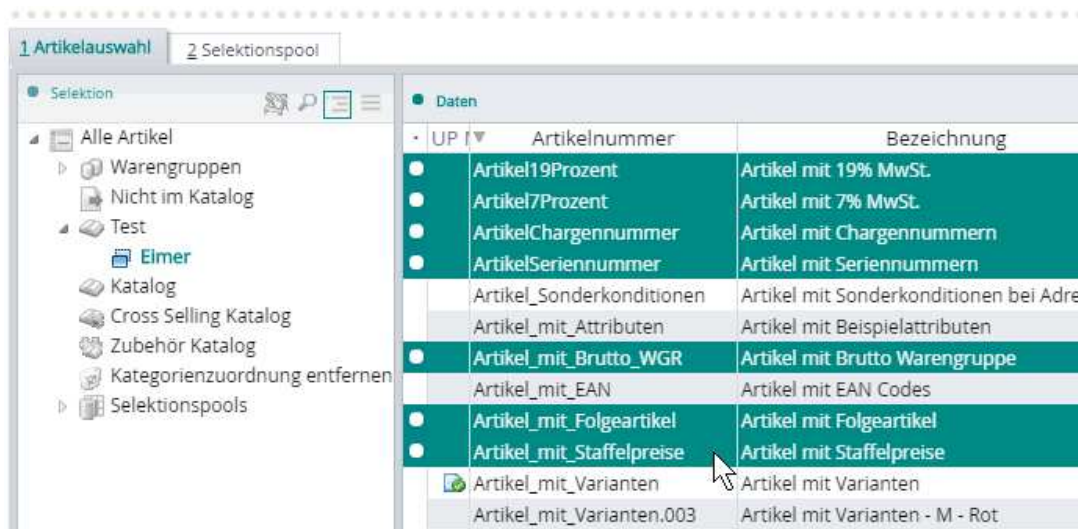 1 Artikelauswahl
2 Selektionspool
Selektion
Alle Artikel
Warengruppen
Nicht im Katalog
Test
Eimer
Katalog
Cross Selling Katalog
Zubehör Katalog
Kategorienzuordnung entfernen
Selektionspools
Daten
UP Artikelnummer Bezeichnung
Artikel19Prozent Artikel mit 19% MwSt.
Artikel7Prozent Artikel mit 7% MwSt.
ArtikelChargennummer Artikel mit Chargennummern
ArtikelSeriennummer Artikel mit Seriennummern
Artikel_Sonderkonditionen Artikel mit Sonderkonditionen bei Adre
Artikel_mit_Attributen Artikel mit Beispielattributen
Artikel_mit_Brutto_WGR Artikel mit Brutto Warengruppe
Artikel_mit_EAN Artikel mit EAN Codes
Artikel_mit_Folgeartikel Artikel mit Folgeartikel
Artikel_mit_Staffelpreise Artikel mit Staffelpreise
Artikel_mit_Varianten Artikel mit Varianten
Artikel_mit_Varianten.003 Artikel mit Varianten - M - Rot